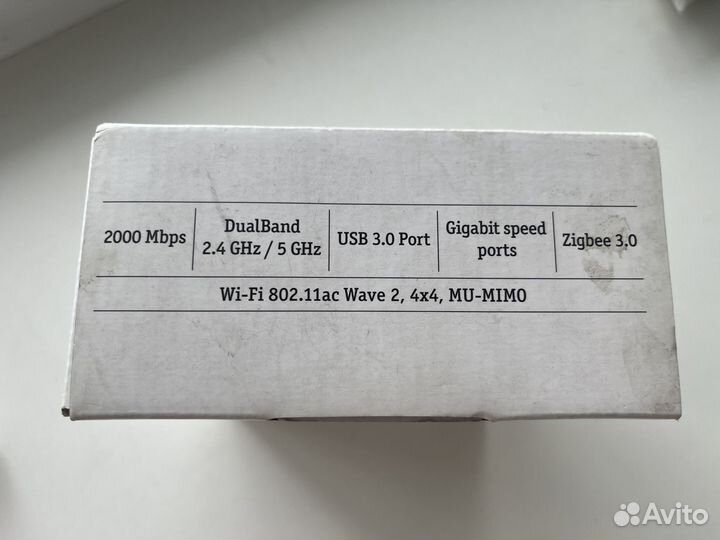 2000 Mbps
DualBand
2.4 GHz / 5 GHz
USB 3.0 Port
Gigabit speed
ports
Zigbee 3.0
Wi-Fi 802.11ac Wave 2, 4x4, MU-MIMO
Avito